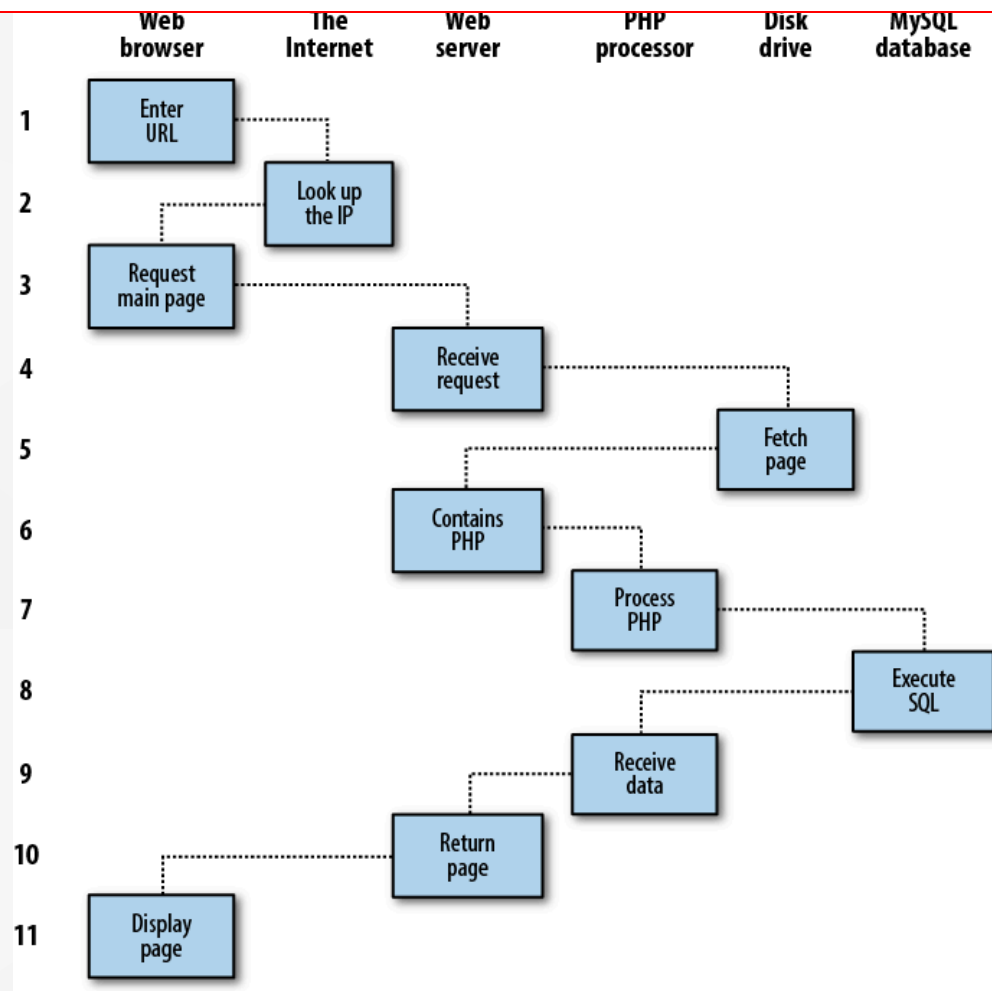 Web
browser
The
Internet
Web
server
PHP
processor
Disk
drive
MySQL
database
1
Enter
URL
2
Look up
the IP
3
Request
main page
4
Receive
request
5
Fetch
page
6
Contains
PHP
7
Process
PHP
8
Execute
SQL
9
Receive
data
10
Return
page
11
Display
page